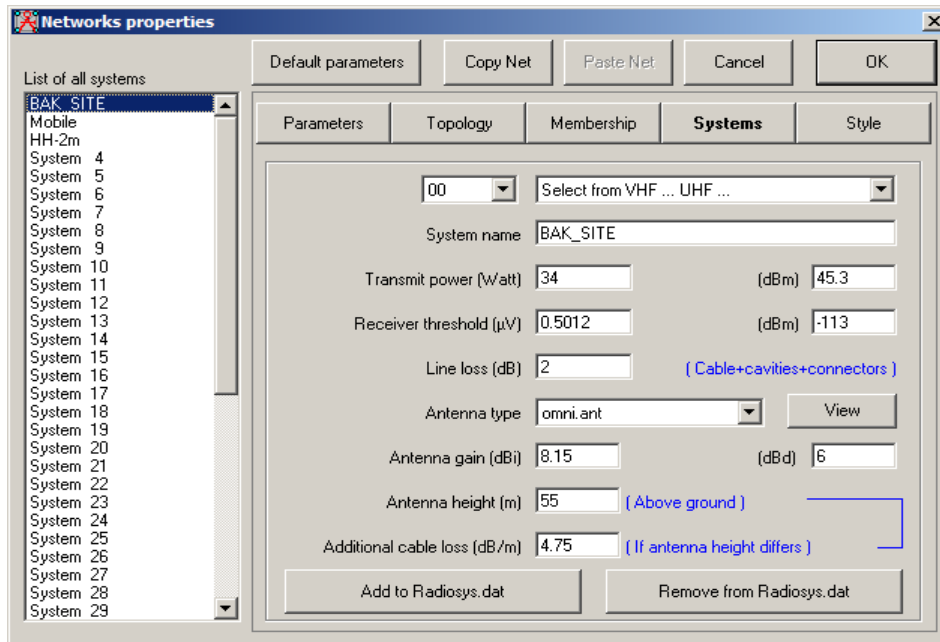 Networks properties
Default parameters
Copy Net
Paste Net
Cancel
OK
List of all systems
BAK_SITE
Mobile
HH-2m
System 4
System 5
System 6
System 7
System 8
System 9
System 10
System 11
System 12
System 13
System 14
System 15
System 16
System 17
System 18
System 19
System 20
System 21
System 22
System 23
System 24
System 25
System 26
System 27
System 28
System 29
Parameters
Topology
Membership
Systems
Style
00
Select from VHF ... UHF ...
System name BAK_SITE
Transmit power (Watt) 34 (dBm) 45.3
Receiver threshold (µV) 0.5012 (dBm) -113
Line loss (dB) 2 ( Cable+cavities+connectors )
Antenna type omni.ant View
Antenna gain (dBi) 8.15 (dBd) 6
Antenna height (m) 55 ( Above ground )
Additional cable loss (dB/m) 4.75 ( If antenna height differs )
Add to Radiosys.dat
Remove from Radiosys.dat